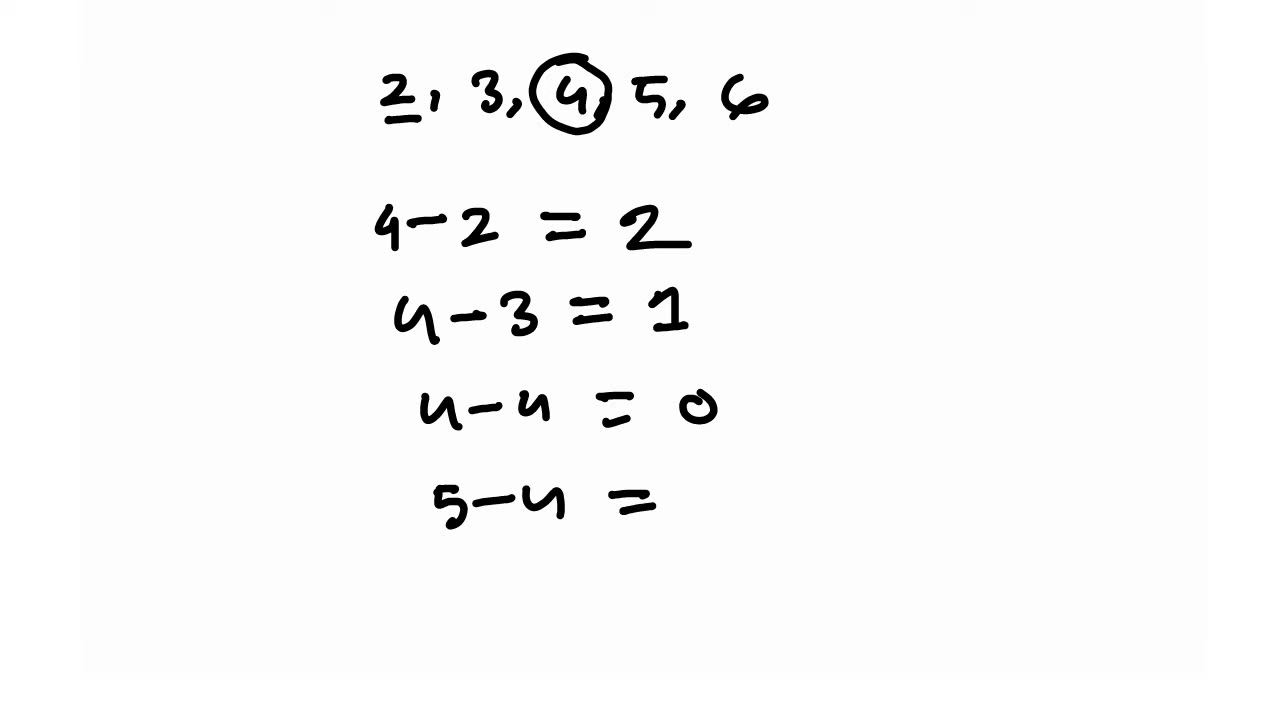 2, 3, 4, 5, 6
4 - 2 = 2
4 - 3 = 1
4 - 4 = 0
5 - 4 =